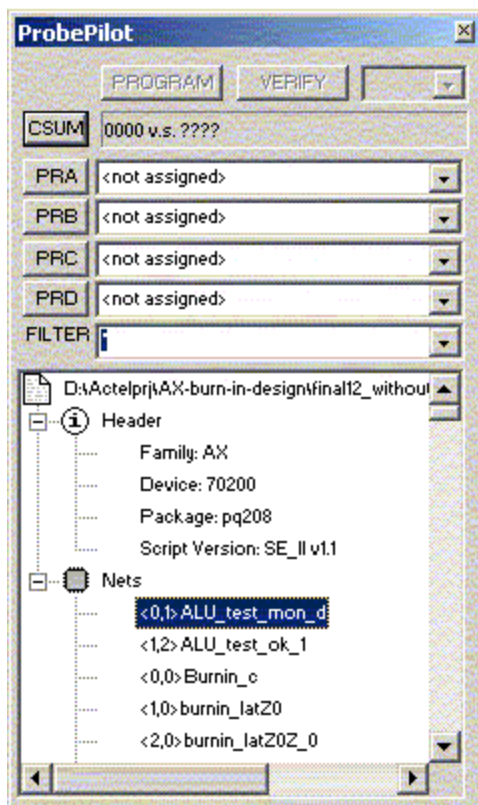 ProbePilot
PROGRAM VERIFY
CSUM 0000 v.s. ????
PRA <not assigned>
PRB <not assigned>
PRC <not assigned>
PRD <not assigned>
FILTER *
D:\Actelprj\AX-burn-in-design\final12_without
Header
Family: AX
Device: 70200
Package: pq208
Script Version: SE_II v1.1
Nets
<0,1> ALU_test_mon_d
<1,2> ALU_test_ok_1
<0,0> Burnin_c
<1,0> burnin_latZ0
<2,0> burnin_latZ0Z_0